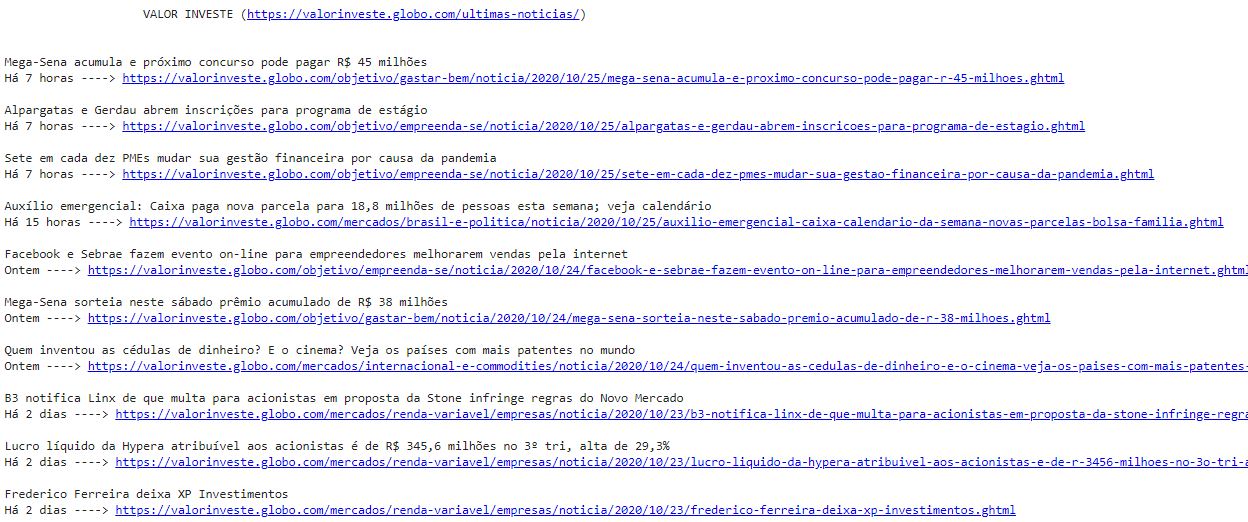 VALOR INVESTE (https://valorinveste.globo.com/ultimas-noticias/)
Mega-Sena acumula e próximo concurso pode pagar R$ 45 milhões
Há 7 horas ----> https://valorinveste.globo.com/objetivo/gastar-bem/noticia/2020/10/25/mega-sena-acumula-e-proximo-concurso-pode-pagar-r-45-milhoes.ghtml
Alpargatas e Gerdau abrem inscrições para programa de estágio
Há 7 horas ----> https://valorinveste.globo.com/objetivo/empreenda-se/noticia/2020/10/25/alpargatas-e-gerdau-abrem-inscricoes-para-programa-de-estagio.ghtml
Sete em cada dez PMEs mudar sua gestão financeira por causa da pandemia
Há 7 horas ----> https://valorinveste.globo.com/objetivo/empreenda-se/noticia/2020/10/25/sete-em-cada-dez-pmes-mudar-sua-gestao-financeira-por-causa-da-pandemia.ghtml
Auxílio emergencial: Caixa paga nova parcela para 18,8 milhões de pessoas esta semana; veja calendário
Há 15 horas ----> https://valorinveste.globo.com/mercados/brasil-e-politica/noticia/2020/10/25/auxilio-emergencial-caixa-calendario-da-semana-novas-parcelas-bolsa-familia.ghtml
Facebook e Sebrae fazem evento on-line para empreendedores melhorarem vendas pela internet
Ontem ----> https://valorinveste.globo.com/objetivo/empreenda-se/noticia/2020/10/24/facebook-e-sebrae-fazem-evento-on-line-para-empreendedores-melhorarem-vendas-pela-internet.ghtml
Mega-Sena sorteia neste sábado prêmio acumulado de R$ 38 milhões
Ontem ----> https://valorinveste.globo.com/objetivo/gastar-bem/noticia/2020/10/24/mega-sena-sorteia-neste-sabado-premio-acumulado-de-r-38-milhoes.ghtml
Quem inventou as cédulas de dinheiro? E o cinema? Veja os países com mais patentes no mundo
Ontem ----> https://valorinveste.globo.com/mercados/internacional-e-commodities/noticia/2020/10/24/quem-inventou-as-cedulas-de-dinheiro-e-o-cinema-veja-os-paises-com-mais-patentes-
B3 notifica Linx de que multa para acionistas em proposta da Stone infringe regras do Novo Mercado
Há 2 dias ----> https://valorinveste.globo.com/mercados/renda-variavel/empresas/noticia/2020/10/23/b3-notifica-linx-de-que-multa-para-acionistas-em-proposta-da-stone-infringe-regra
Lucro líquido da Hypera atribuível aos acionistas é de R$ 345,6 milhões no 3º tri, alta de 29,3%
Há 2 dias ----> https://valorinveste.globo.com/mercados/renda-variavel/empresas/noticia/2020/10/23/lucro-liquido-da-hypera-atribuivel-aos-acionistas-e-de-r-3456-milhoes-no-3o-tri-a
Frederico Ferreira deixa XP Investimentos
Há 2 dias ----> https://valorinveste.globo.com/mercados/renda-variavel/empresas/noticia/2020/10/23/frederico-ferreira-deixa-xp-investimentos.ghtml